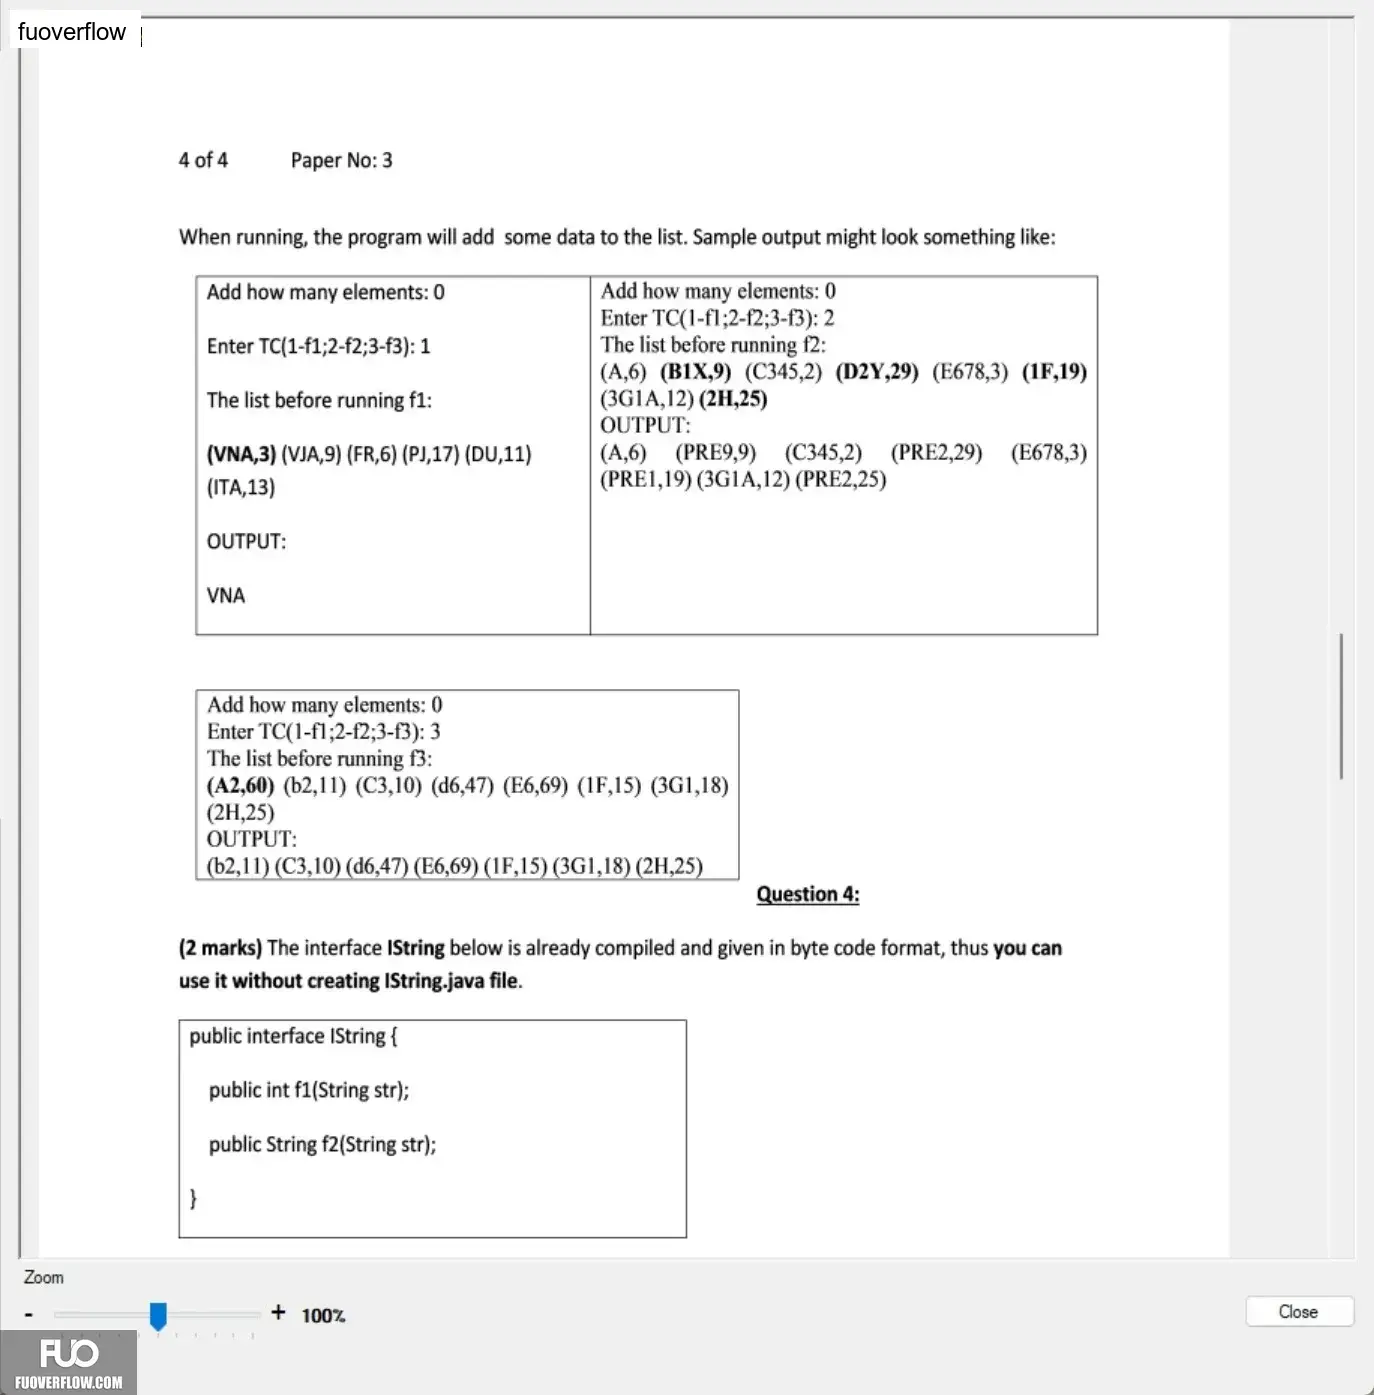 fuoverflow
4 of 4 Paper No: 3
When running, the program will add some data to the list. Sample output might look something like:
Add how many elements: 0
Enter TC(1-f1;2-f2;3-f3): 1
The list before running f1:
(VNA,3) (VJA,9) (FR,6) (PJ,17) (DU,11)
(ITA,13)
OUTPUT:
VNA
Add how many elements: 0
Enter TC(1-f1;2-f2;3-f3): 2
The list before running f2:
(A,6) (B1X,9) (C345,2) (D2Y,29) (E678,3) (1F,19)
(3G1A,12) (2H,25)
OUTPUT:
(A,6) (PRE9,9) (C345,2) (PRE2,29) (E678,3)
(PRE1,19) (3G1A,12) (PRE2,25)
Add how many elements: 0
Enter TC(1-f1;2-f2;3-f3): 3
The list before running f3:
(A2,60) (b2,11) (C3,10) (d6,47) (E6,69) (1F,15) (3G1,18)
(2H,25)
OUTPUT:
(b2,11) (C3,10) (d6,47) (E6,69) (1F,15) (3G1,18) (2H,25)
Question 4:
(2 marks) The interface IString below is already compiled and given in byte code format, thus you can
use it without creating IString.java file.
public interface IString {
public int f1(String str);
public String f2(String str);
}
Zoom
- + 100%
Close
FUO
FUOVERFLOW.COM